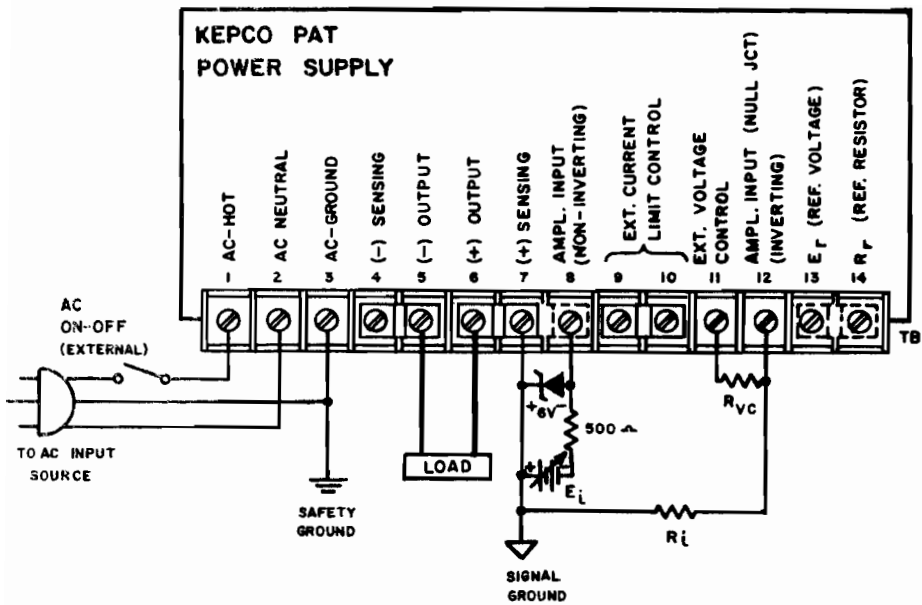 KEPCO PAT
POWER SUPPLY
AC-HOT
AC NEUTRAL
AC-GROUND
(-) SENSING
(-) OUTPUT
(+) OUTPUT
(+) SENSING
AMPL. INPUT
(NON-INVERTING)
EXT. CURRENT
LIMIT CONTROL
EXT. VOLTAGE
CONTROL
AMPL. INPUT (NULL JCT)
(INVERTING)
Er (REF. VOLTAGE)
Rr (REF. RESISTOR)
1 2 3 4 5 6 7 8 9 10 11 12 13 14
TB
AC
ON-OFF
(EXTERNAL)
TO AC INPUT
SOURCE
SAFETY
GROUND
LOAD
+6V-
500 Ω
+ -
Ei
RVC
Ri
SIGNAL
GROUND